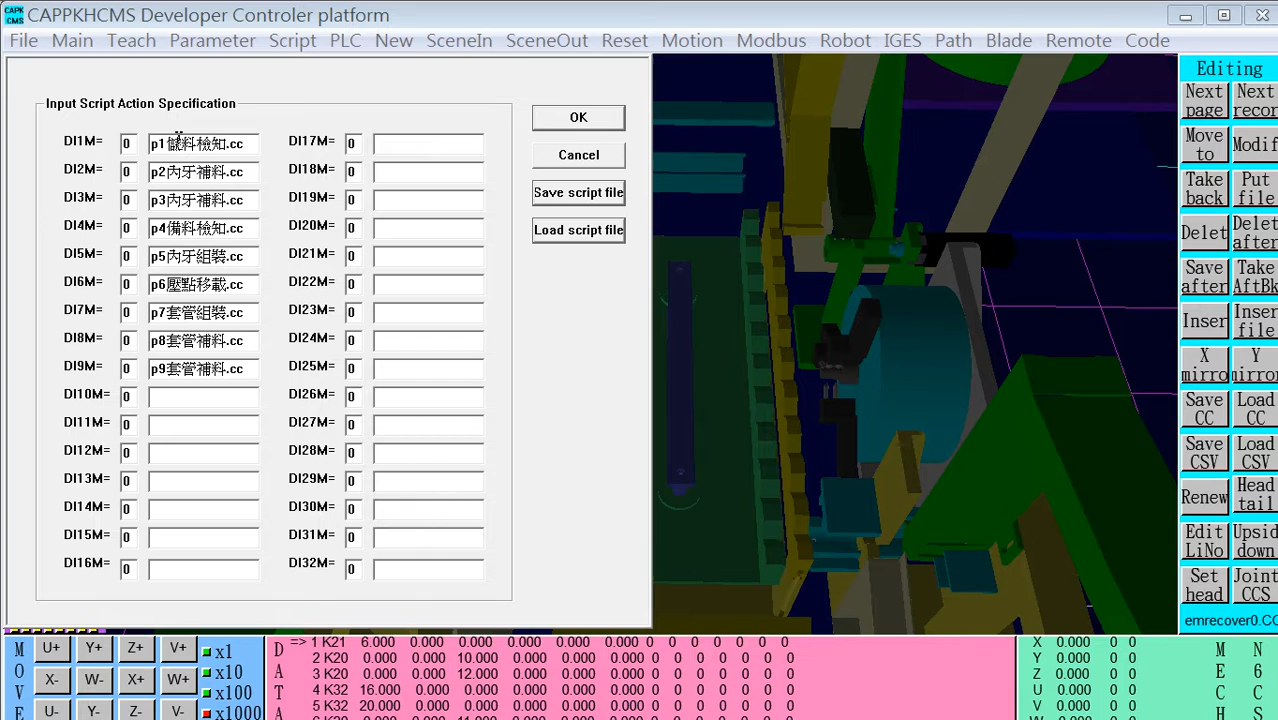 CAPPKHCMS Developer Controler platform
File Main Teach Parameter Script PLC New SceneIn SceneOut Reset Motion Modbus Robot IGES Path Blade Remote Code
Input Script Action Specification
DI1M= 0 p1備料檢知.cc DI17M= 0
DI2M= 0 p2內牙補料.cc DI18M= 0
DI3M= 0 p3內牙補料.cc DI19M= 0
DI4M= 0 p4備料檢知.cc DI20M= 0
DI5M= 0 p5內牙組裝.cc DI21M= 0
DI6M= 0 p6壓點移載.cc DI22M= 0
DI7M= 0 p7套管組裝.cc DI23M= 0
DI8M= 0 p8套管補料.cc DI24M= 0
DI9M= 0 p9套管補料.cc DI25M= 0
DI10M= 0 DI26M= 0
DI11M= 0 DI27M= 0
DI12M= 0 DI28M= 0
DI13M= 0 DI29M= 0
DI14M= 0 DI30M= 0
DI15M= 0 DI31M= 0
DI16M= 0 DI32M= 0
OK
Cancel
Save script file
Load script file
Editing
Next page Next recor
Move to Modif
Take back Put file
Delet Delet after
Save after Take AftBk
Inser Inser file
X mirro Y mirro
Save CC Load CC
Save CSV Load CSV
Renew Head tail
Edit LiNo Upsid down
Set head Joint CCS
emrecover0.CC
MOVE
U+ Y+ Z+ V+ x1
X- W- X+ W+ x10
x100
U- Y- Z- V- x1000
DATA
=> 1 K21 6.000 0.000 0.000 0.000 0.000 0.000 0 0 0 0 0
2 K20 0.000 0.000 10.000 0.000 0.000 0.000 0 0 0 0 0
3 K20 0.000 0.000 12.000 0.000 0.000 0.000 0 0 0 0 0
4 K32 16.000 0.000 0.000 0.000 0.000 0.000 0 0 0 0 0
5 K32 20.000 0.000 0.000 0.000 0.000 0.000 0 0 0 0 0
X 0.000 0 0
Y 0.000 0 0
Z 0.000 0 0
U 0.000 0 0
V 0.000 0 0
MECH
N6CS